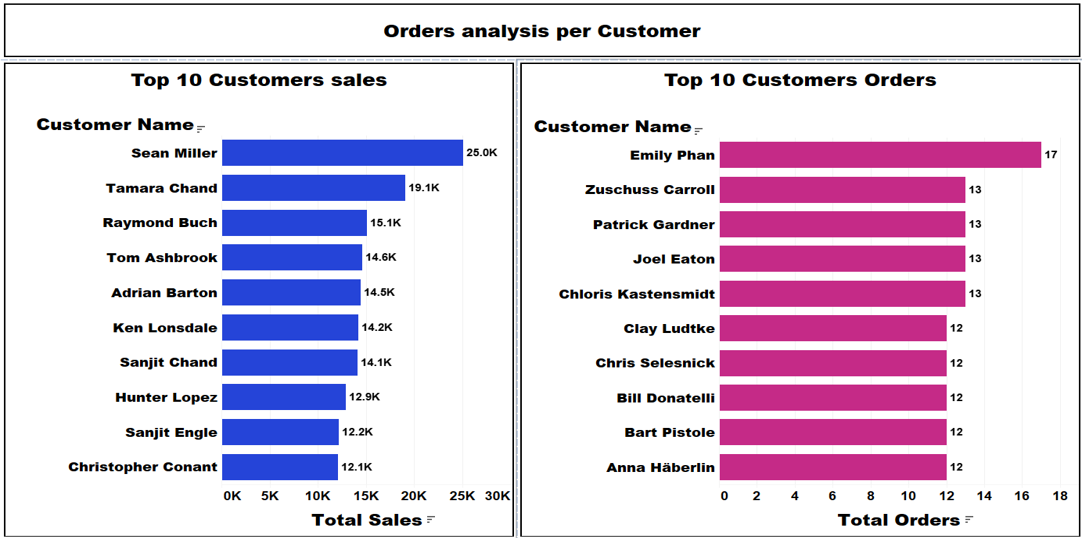 Orders analysis per Customer
Top 10 Customers sales
Customer Name
Sean Miller 25.0K
Tamara Chand 19.1K
Raymond Buch 15.1K
Tom Ashbrook 14.6K
Adrian Barton 14.5K
Ken Lonsdale 14.2K
Sanjit Chand 14.1K
Hunter Lopez 12.9K
Sanjit Engle 12.2K
Christopher Conant 12.1K
0K 5K 10K 15K 20K 25K 30K
Total Sales
Top 10 Customers Orders
Customer Name
Emily Phan 17
Zuschuss Carroll 13
Patrick Gardner 13
Joel Eaton 13
Chloris Kastensmidt 13
Clay Ludtke 12
Chris Selesnick 12
Bill Donatelli 12
Bart Pistole 12
Anna Häberlin 12
0 2 4 6 8 10 12 14 16 18
Total Orders